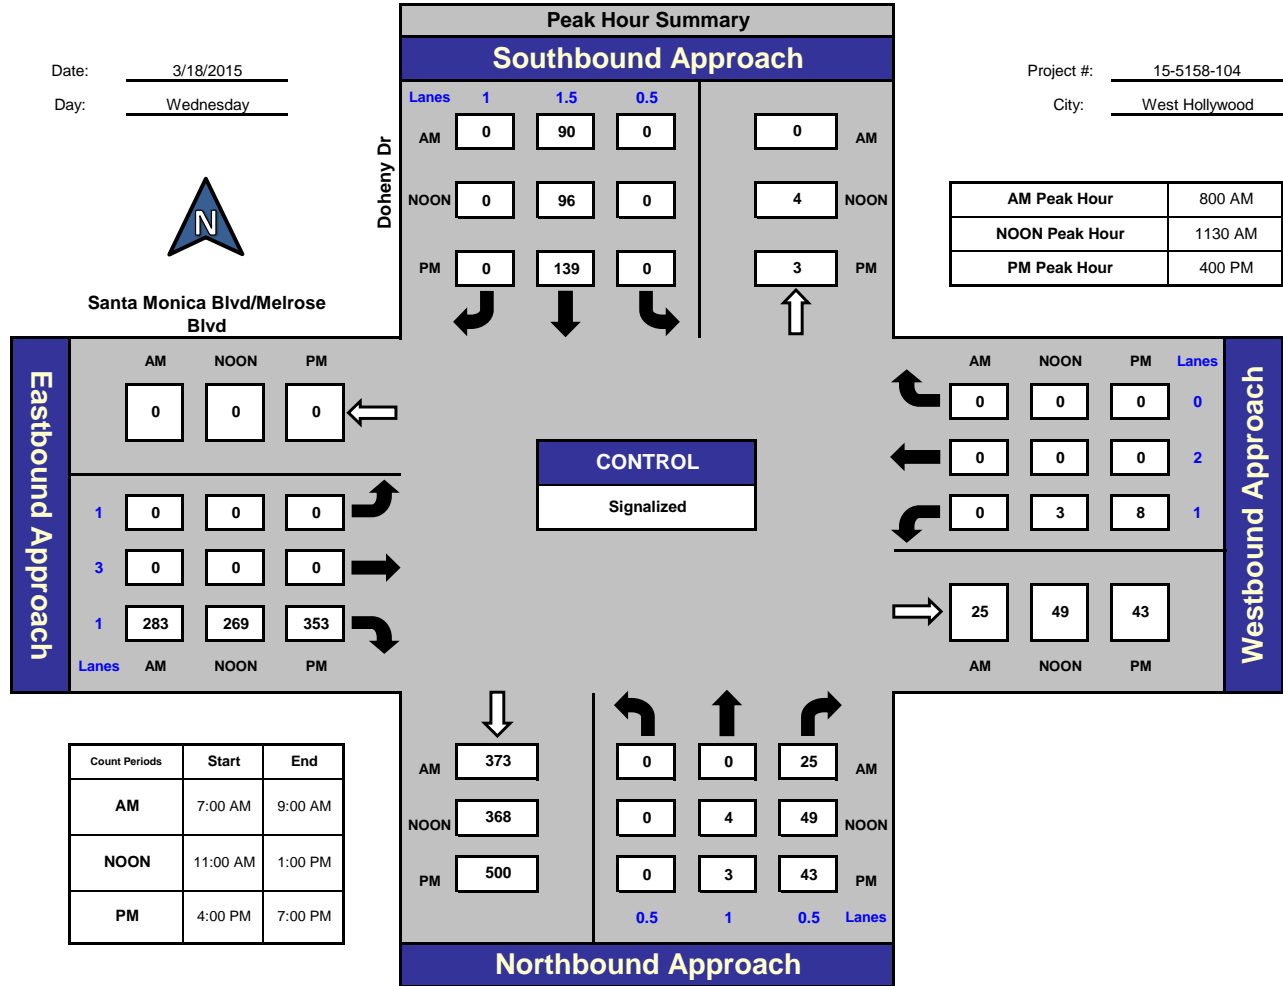 Peak Hour Summary
Southbound Approach
Date: 3/18/2015
Day: Wednesday
Project #: 15-5158-104
City: West Hollywood
N
Santa Monica Blvd/Melrose
Blvd
Doheny Dr
Lanes 1 1.5 0.5
AM 0 90 0 0 AM
NOON 0 96 0 4 NOON
PM 0 139 0 3 PM
AM Peak Hour 800 AM
NOON Peak Hour 1130 AM
PM Peak Hour 400 PM
Eastbound Approach
AM NOON PM
0 0 0
1 0 0 0
3 0 0 0
1 283 269 353
Lanes AM NOON PM
CONTROL
Signalized
AM NOON PM Lanes
0 0 0 0
0 0 0 2
0 3 8 1
25 49 43
AM NOON PM
Westbound Approach
Count Periods Start End
AM 7:00 AM 9:00 AM
NOON 11:00 AM 1:00 PM
PM 4:00 PM 7:00 PM
AM 373 0 0 25 AM
NOON 368 0 4 49 NOON
PM 500 0 3 43 PM
0.5 1 0.5 Lanes
Northbound Approach